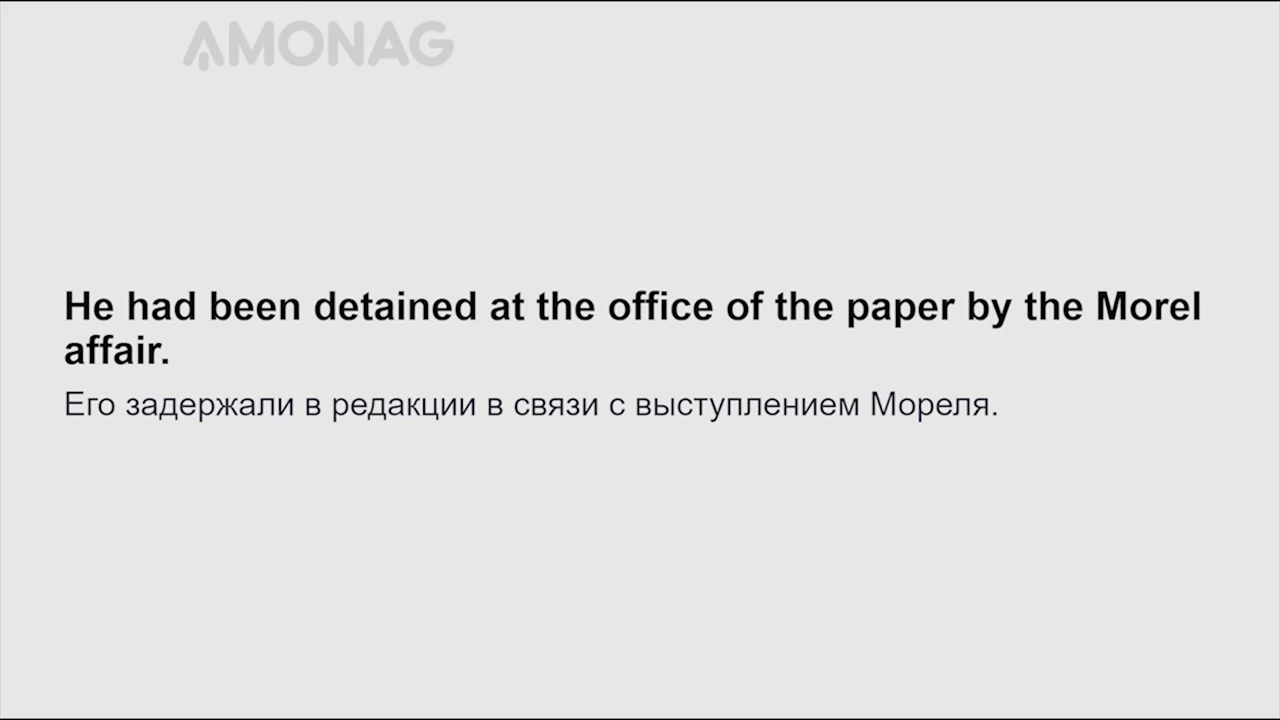 AMONAG
He had been detained at the office of the paper by the Morel
affair.
Его задержали в редакции в связи с выступлением Мореля.